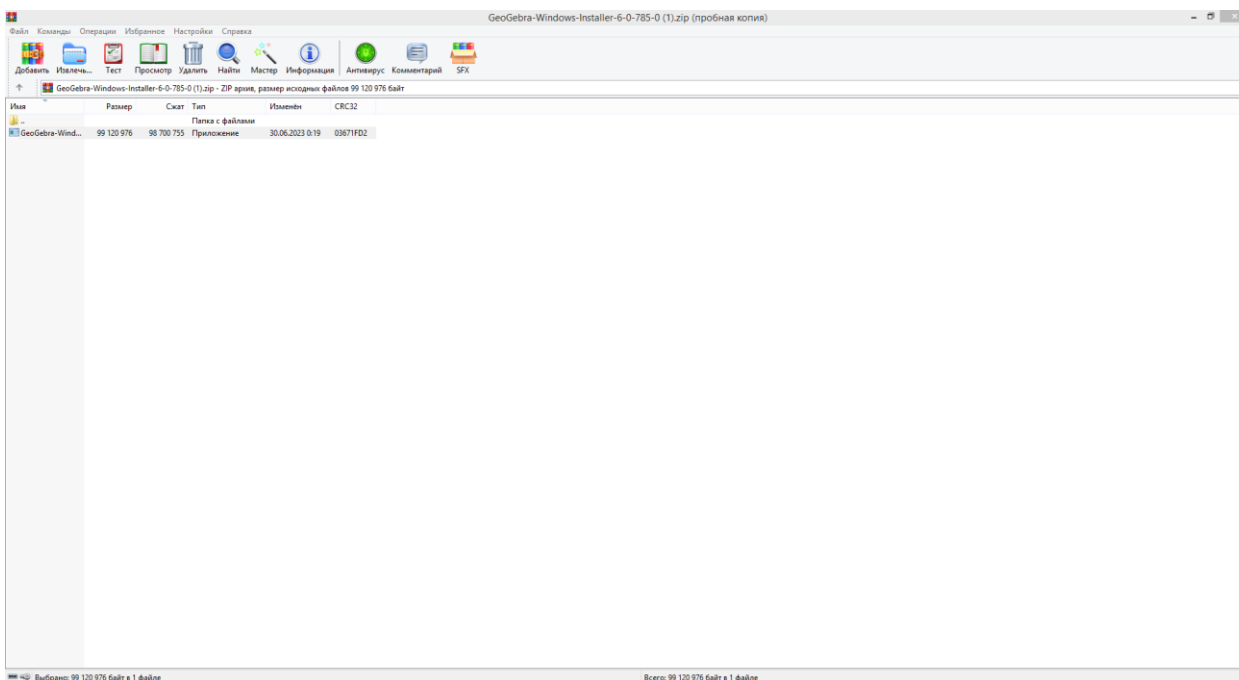 GeoGebra-Windows-Installer-6-0-785-0 (1).zip (пробная копия)
Файл Команды Операции Избранное Настройки Справка
Добавить Извлечь... Тест Просмотр Удалить Найти Мастер Информация Антивирус Комментарий SFX
GeoGebra-Windows-Installer-6-0-785-0 (1).zip - ZIP архив, размер исходных файлов 99 120 976 байт
Имя Размер Сжат Тип Изменён CRC32
.. Папка с файлами
GeoGebra-Wind... 99 120 976 98 700 755 Приложение 30.06.2023 0:19 03671FD2
Выбрано: 99 120 976 байт в 1 файле Всего: 99 120 976 байт в 1 файле